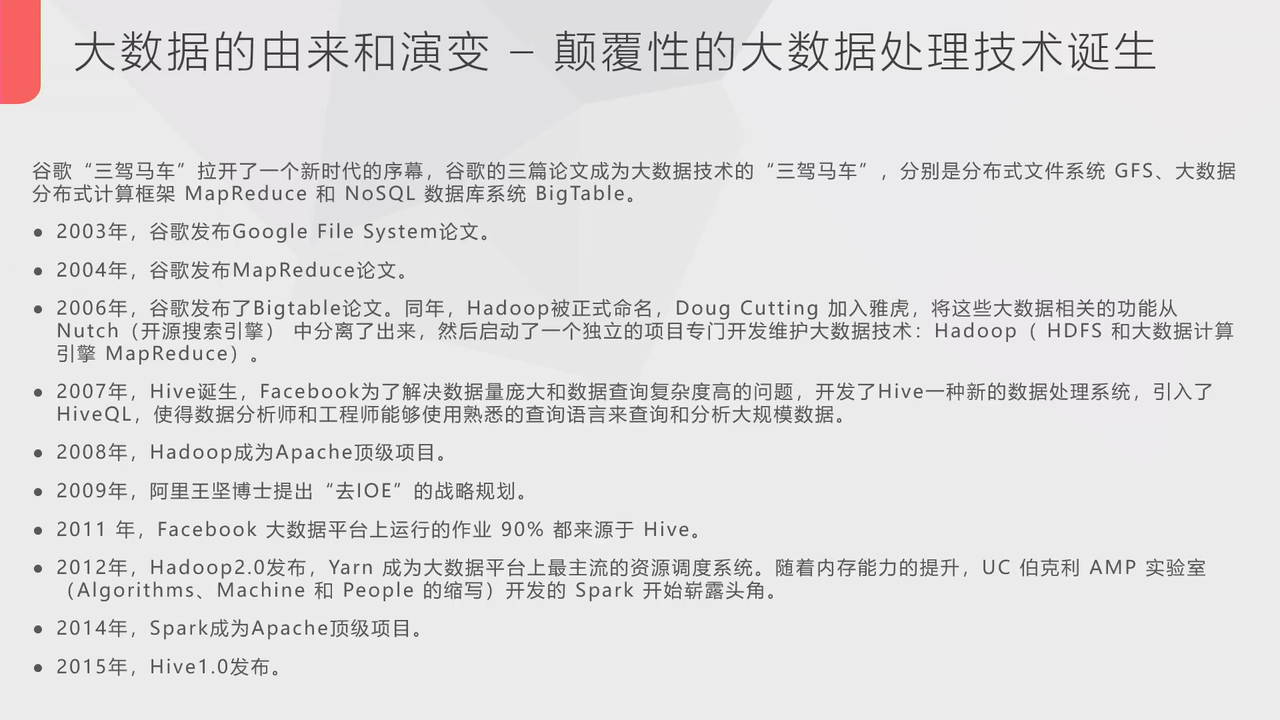 大数据的由来和演变 – 颠覆性的大数据处理技术诞生
谷歌“三驾马车”拉开了一个新时代的序幕，谷歌的三篇论文成为大数据技术的“三驾马车”，分别是分布式文件系统 GFS、大数据
分布式计算框架 MapReduce 和 NoSQL 数据库系统 BigTable。
● 2003年，谷歌发布Google File System论文。
● 2004年，谷歌发布MapReduce论文。
● 2006年，谷歌发布了Bigtable论文。同年，Hadoop被正式命名，Doug Cutting 加入雅虎，将这些大数据相关的功能从
Nutch（开源搜索引擎） 中分离了出来，然后启动了一个独立的项目专门开发维护大数据技术：Hadoop（ HDFS 和大数据计算
引擎 MapReduce）。
● 2007年，Hive诞生，Facebook为了解决数据量庞大和数据查询复杂度高的问题，开发了Hive一种新的数据处理系统，引入了
HiveQL，使得数据分析师和工程师能够使用熟悉的查询语言来查询和分析大规模数据。
● 2008年，Hadoop成为Apache顶级项目。
● 2009年，阿里王坚博士提出“去IOE”的战略规划。
● 2011 年，Facebook 大数据平台上运行的作业 90% 都来源于 Hive。
● 2012年，Hadoop2.0发布，Yarn 成为大数据平台上最主流的资源调度系统。随着内存能力的提升，UC 伯克利 AMP 实验室
（Algorithms、Machine 和 People 的缩写）开发的 Spark 开始崭露头角。
● 2014年，Spark成为Apache顶级项目。
● 2015年，Hive1.0发布。